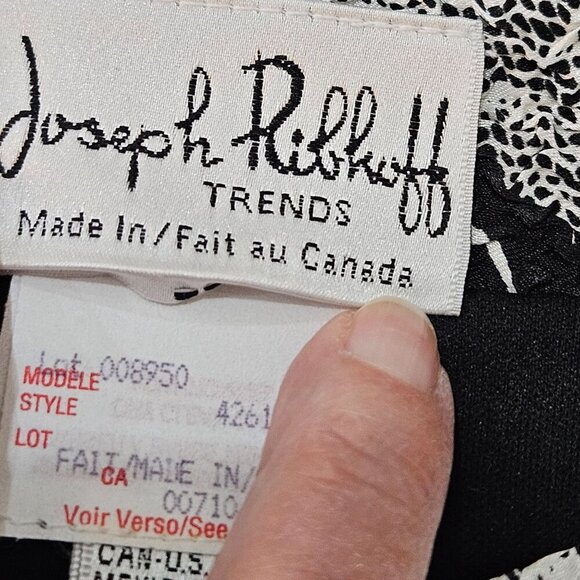 Joseph Ribkoff
TRENDS
Made In/Fait au Canada
Lot 008950
MODÈLE
STYLE 4261
LOT
FAIT/MADE IN/
CA 00710
Voir Verso/See
CAN-U.S.